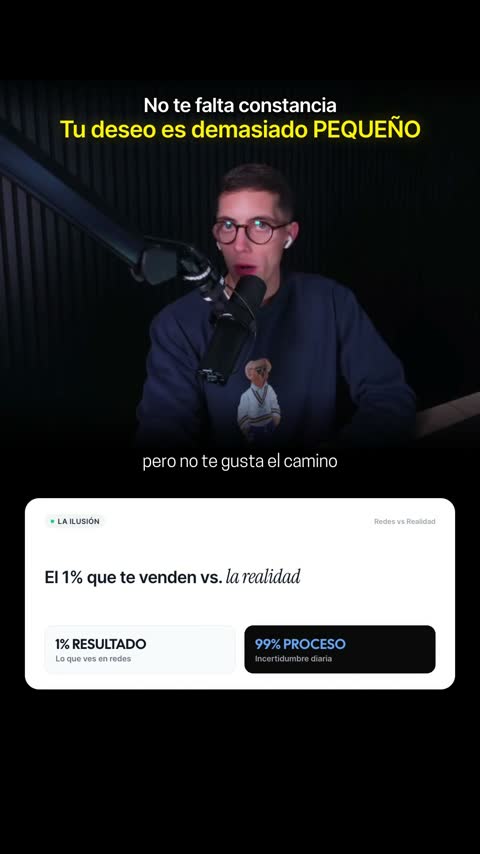 No te falta constancia
Tu deseo es demasiado PEQUEÑO
pero no te gusta el camino
LA ILUSIÓN
Redes vs Realidad
El 1% que te venden vs. la realidad
1% RESULTADO
Lo que ves en redes
99% PROCESO
Incertidumbre diaria